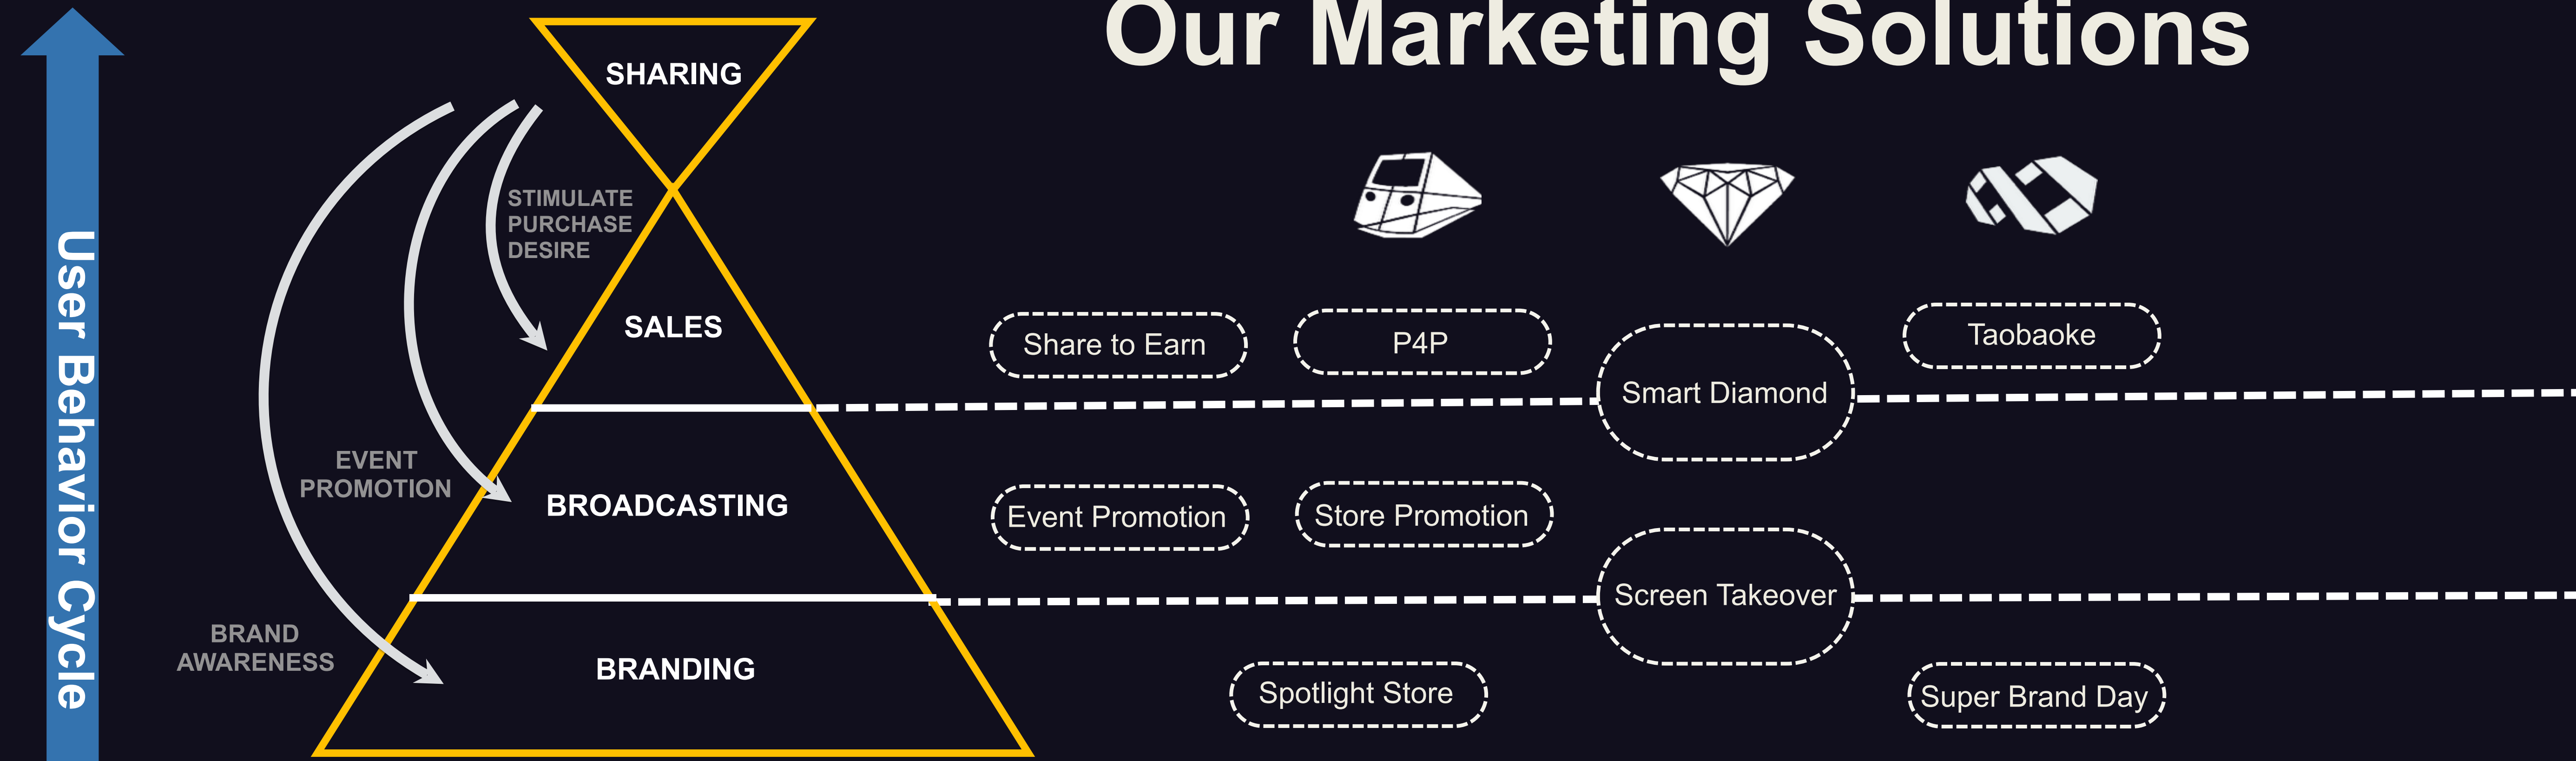 Our Marketing Solutions
User Behavior Cycle
SHARING
STIMULATE
PURCHASE
DESIRE
SALES
Share to Earn
P4P
Smart Diamond
Taobaoke
EVENT
PROMOTION
BROADCASTING
Event Promotion
Store Promotion
Screen Takeover
BRAND
AWARENESS
BRANDING
Spotlight Store
Super Brand Day